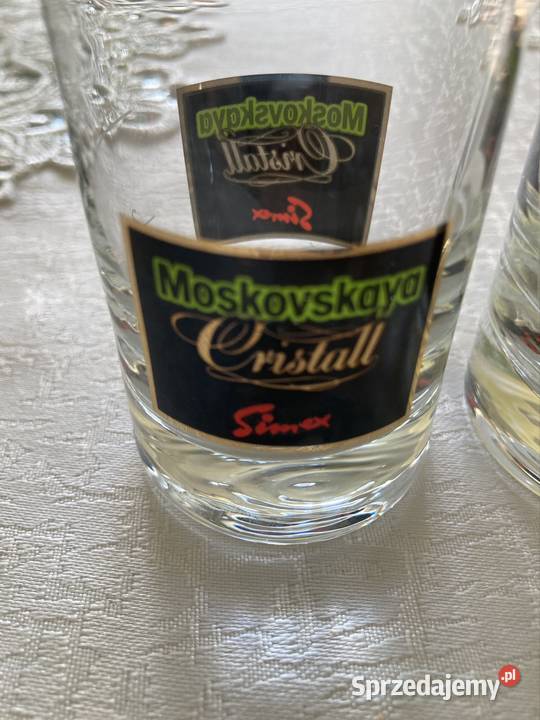 Moskovskaya
Cristall
Simex
Moskovskaya
Cristall
Simex
Sprzedajemy.pl